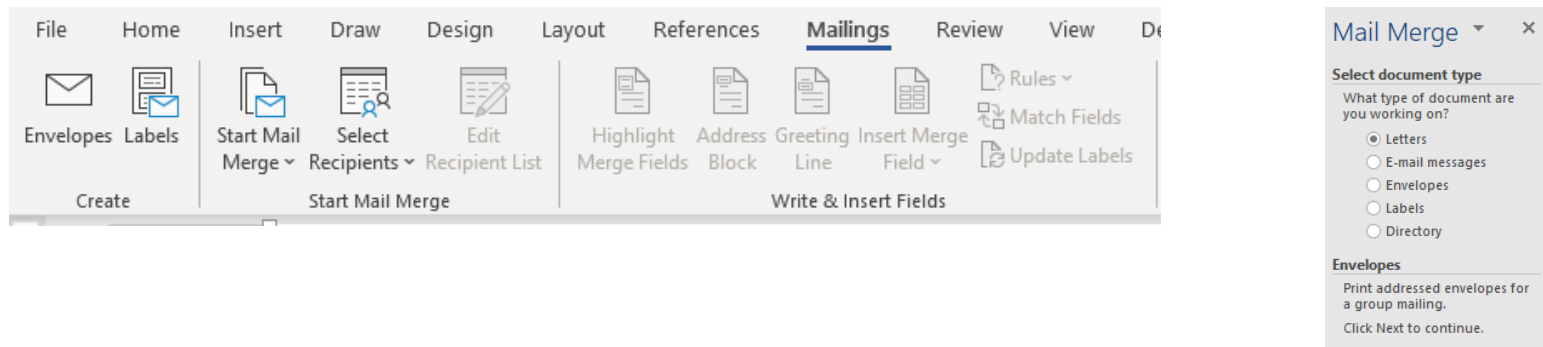 File Home Insert Draw Design Layout References Mailings Review View
Envelopes Labels Start Mail Merge Select Recipients Edit Recipient List Highlight Merge Fields Address Block Greeting Line Insert Merge Field Rules
Match Fields
Update Labels
Create Start Mail Merge Write & Insert Fields
Mail Merge
Select document type
What type of document are
you working on?
Letters
E-mail messages
Envelopes
Labels
Directory
Envelopes
Print addressed envelopes for
a group mailing.
Click Next to continue.